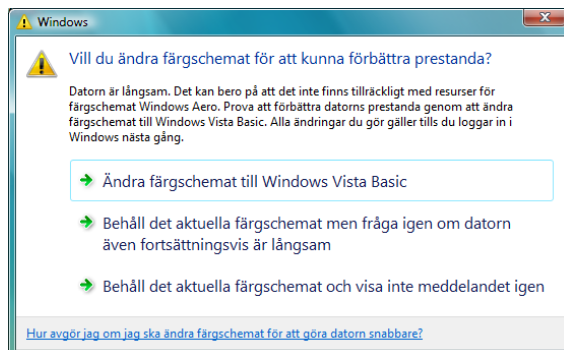 Windows
Vill du ändra färgschemat för att kunna förbättra prestanda?
Datorn är långsam. Det kan bero på att det inte finns tillräckligt med resurser för
färgschemat Windows Aero. Prova att förbättra datorns prestanda genom att ändra
färgschemat till Windows Vista Basic. Alla ändringar du gör gäller tills du loggar in i
Windows nästa gång.
Ändra färgschemat till Windows Vista Basic
Behåll det aktuella färgschemat men fråga igen om datorn
även fortsättningsvis är långsam
Behåll det aktuella färgschemat och visa inte meddelandet igen
Hur avgör jag om jag ska ändra färgschemat för att göra datorn snabbare?